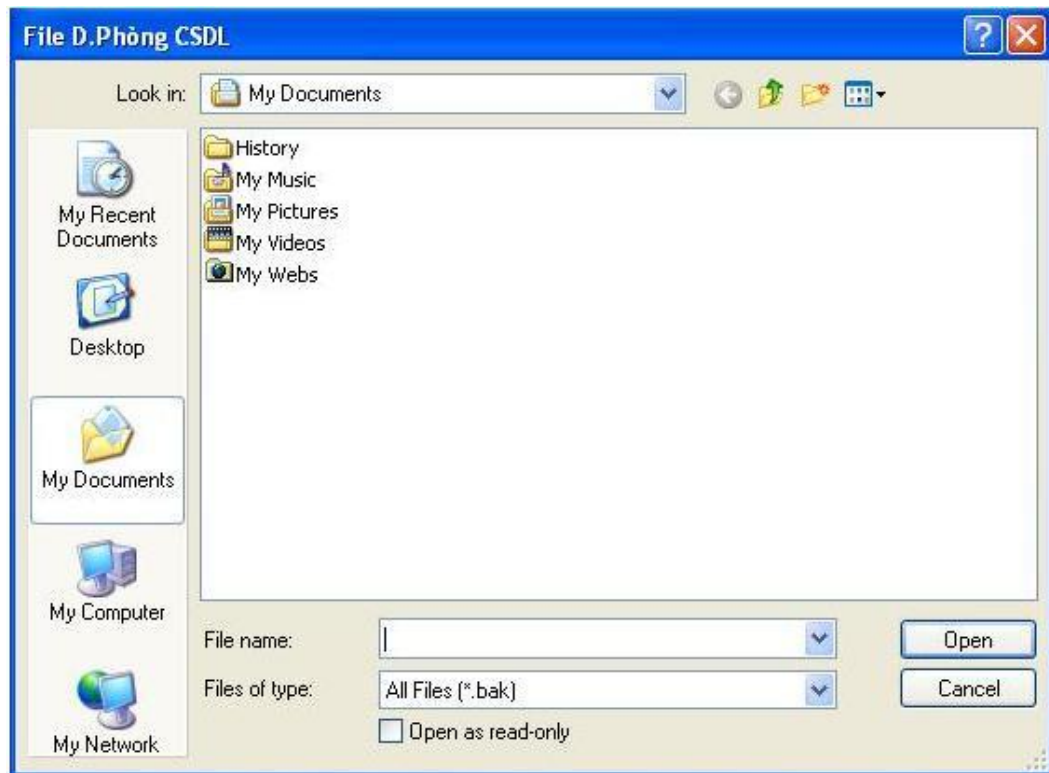 File D.Phòng CSDL
Look in:
My Documents
My Recent
Documents
Desktop
My Documents
My Computer
My Network
History
My Music
My Pictures
My Videos
My Webs
File name:
Open
Files of type:
All Files (*.bak)
Cancel
Open as read-only